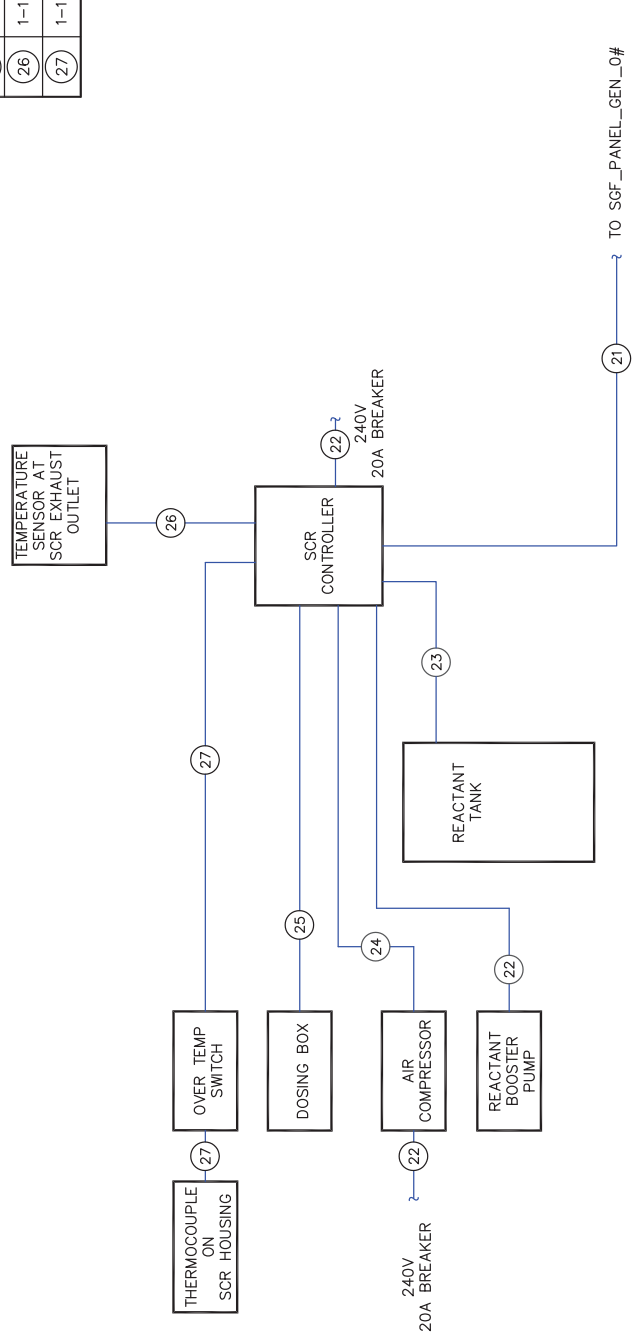 26 1-1
27 1-1
TO SGF_PANEL_GEN_0#
21
TEMPERATURE
SENSOR AT
SCR EXHAUST
OUTLET
26
22
240V
20A BREAKER
SCR
CONTROLLER
27
23
REACTANT
TANK
25
24
22
OVER TEMP
SWITCH
DOSING BOX
AIR
COMPRESSOR
REACTANT
BOOSTER
PUMP
27
22
THERMOCOUPLE
ON
SCR HOUSING
240V
20A BREAKER